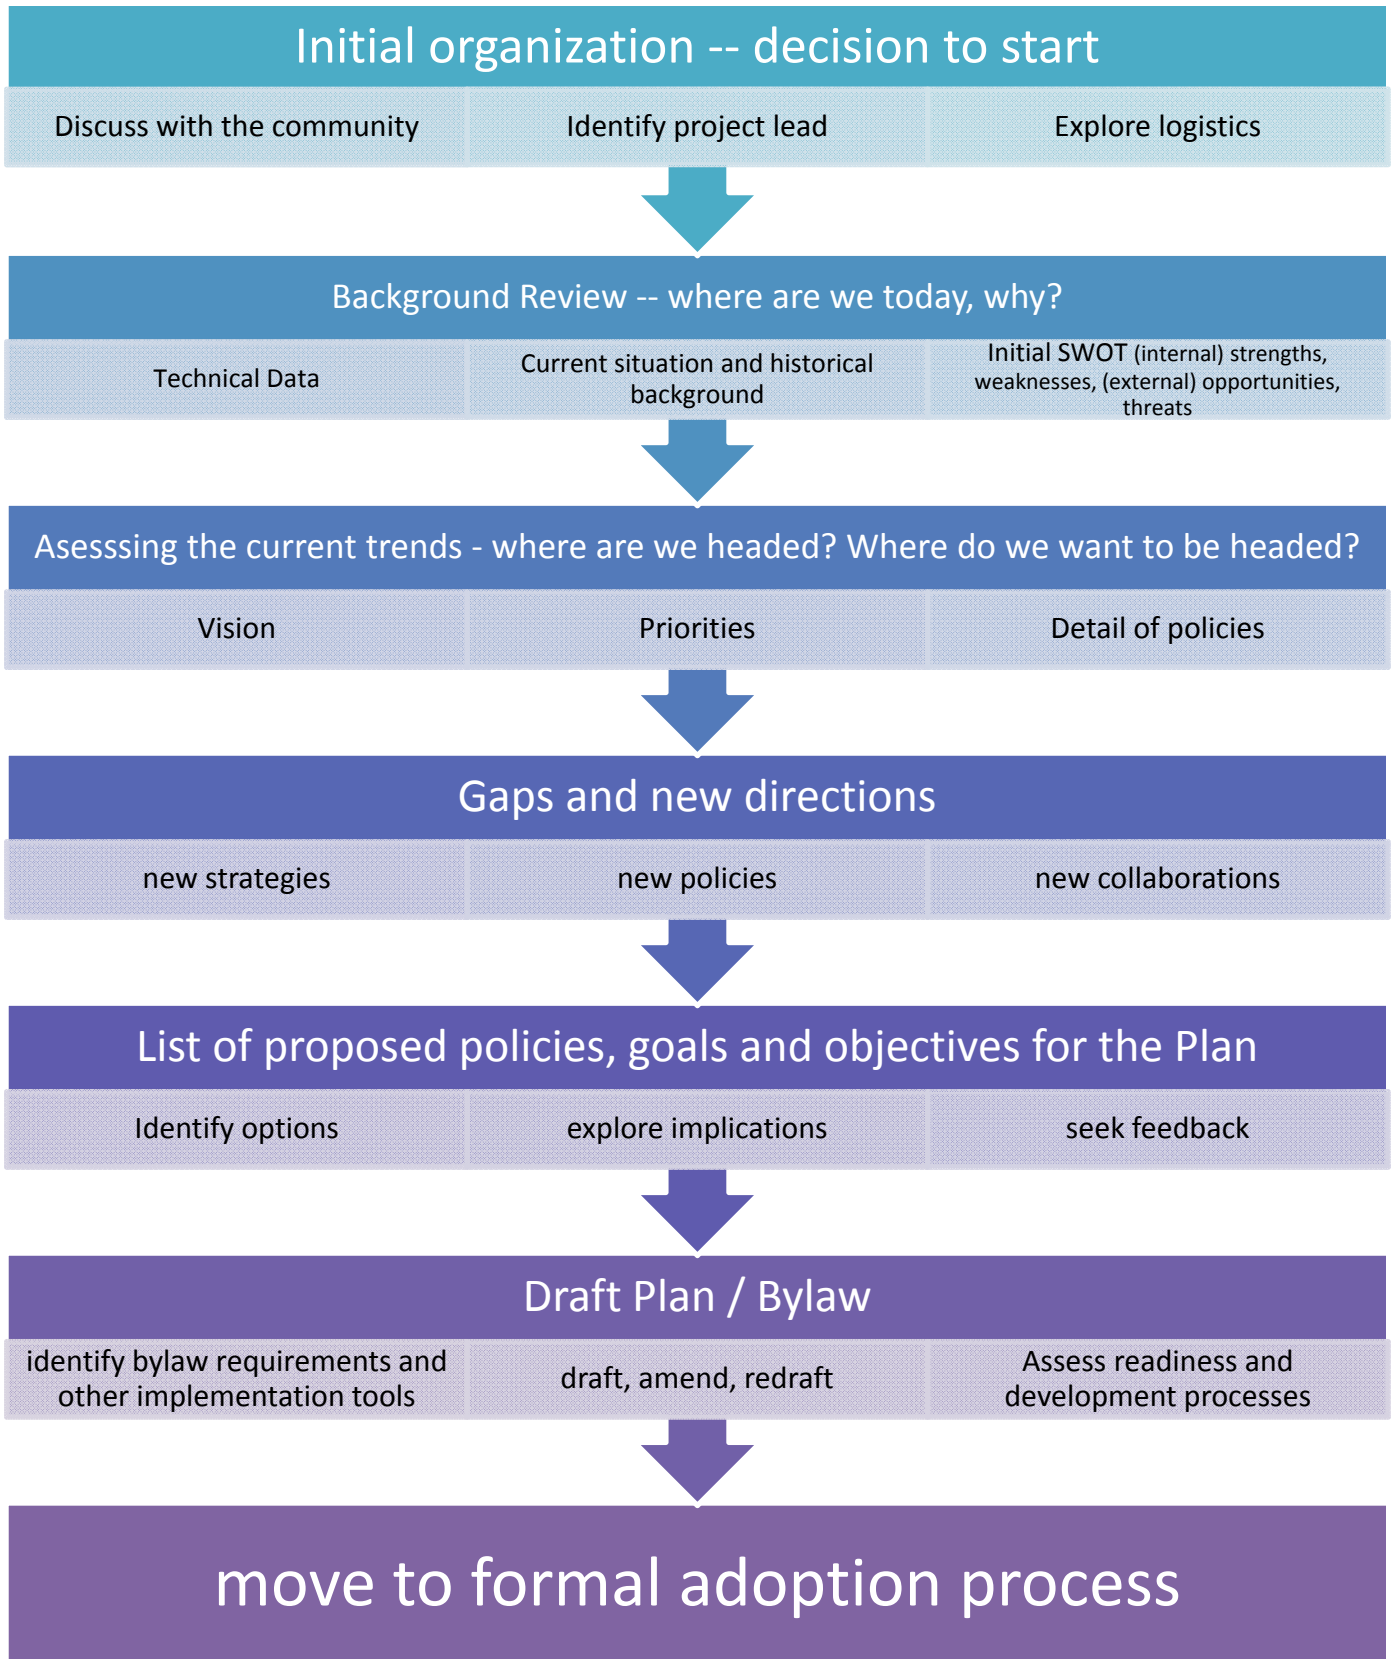 Initial organization -- decision to start
Discuss with the community
Identify project lead
Explore logistics
Background Review -- where are we today, why?
Technical Data
Current situation and historical
background
Initial SWOT (internal) strengths,
weaknesses, (external) opportunities,
threats
Asesssing the current trends - where are we headed? Where do we want to be headed?
Vision
Priorities
Detail of policies
Gaps and new directions
new strategies
new policies
new collaborations
List of proposed policies, goals and objectives for the Plan
Identify options
explore implications
seek feedback
Draft Plan / Bylaw
identify bylaw requirements and
other implementation tools
draft, amend, redraft
Assess readiness and
development processes
move to formal adoption process